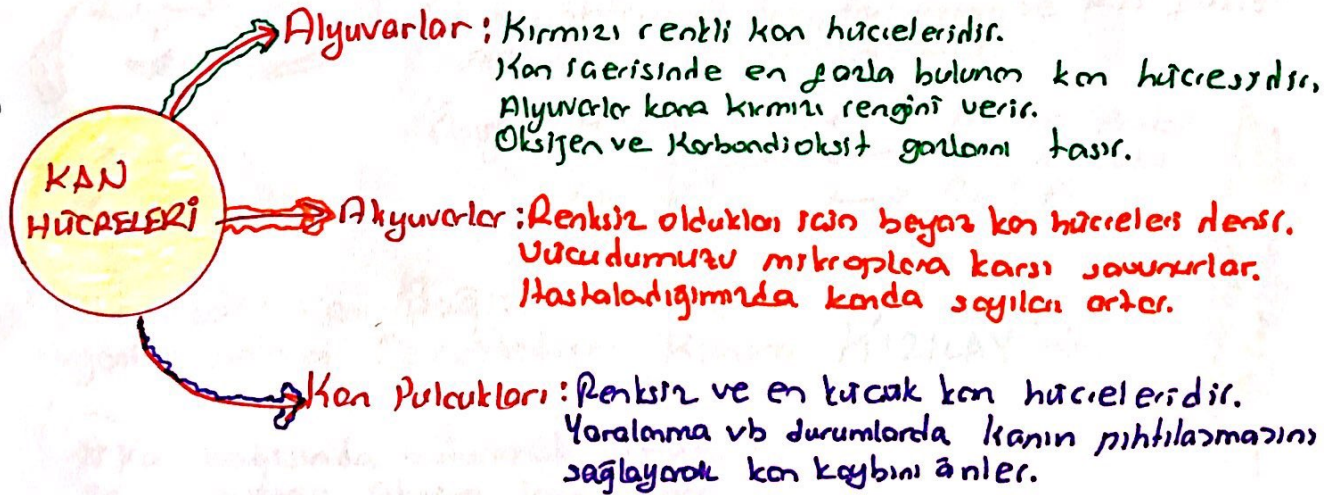 Alyuvarlar : Kırmızı renkli kan hücreleridir.
Kan içerisinde en fazla bulunan kan hücresidir.
Alyuvarlar kana kırmızı rengini verir.
Oksijen ve Karbondioksit gazlarını taşır.
KAN
HÜCRELERİ
Akyuvarlar : Renksiz oldukları için beyaz kan hücreleri denir.
Vücudumuzu mikroplara karşı savunurlar.
Hastaladığımızda kanda sayıları artar.
Kan Pulcukları : Renksiz ve en küçük kan hücreleridir.
Yaralanma vb durumlarda kanın pıhtılaşmasını
sağlayarak kan kaybını önler.